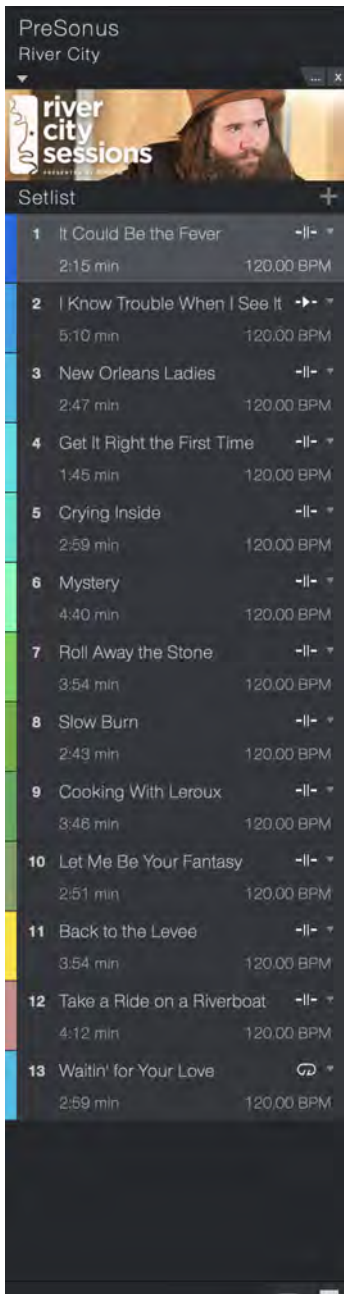 PreSonus
River City
... x
river
city
sessions
Setlist +
1 It Could Be the Fever
2:15 min 120.00 BPM
2 I Know Trouble When I See It
5:10 min 120.00 BPM
3 New Orleans Ladies
2:47 min 120.00 BPM
4 Get It Right the First Time
1:45 min 120.00 BPM
5 Crying Inside
2:59 min 120.00 BPM
6 Mystery
4:40 min 120.00 BPM
7 Roll Away the Stone
3:54 min 120.00 BPM
8 Slow Burn
2:43 min 120.00 BPM
9 Cooking With Leroux
3:46 min 120.00 BPM
10 Let Me Be Your Fantasy
2:51 min 120.00 BPM
11 Back to the Levee
3:54 min 120.00 BPM
12 Take a Ride on a Riverboat
4:12 min 120.00 BPM
13 Waitin' for Your Love
2:59 min 120.00 BPM